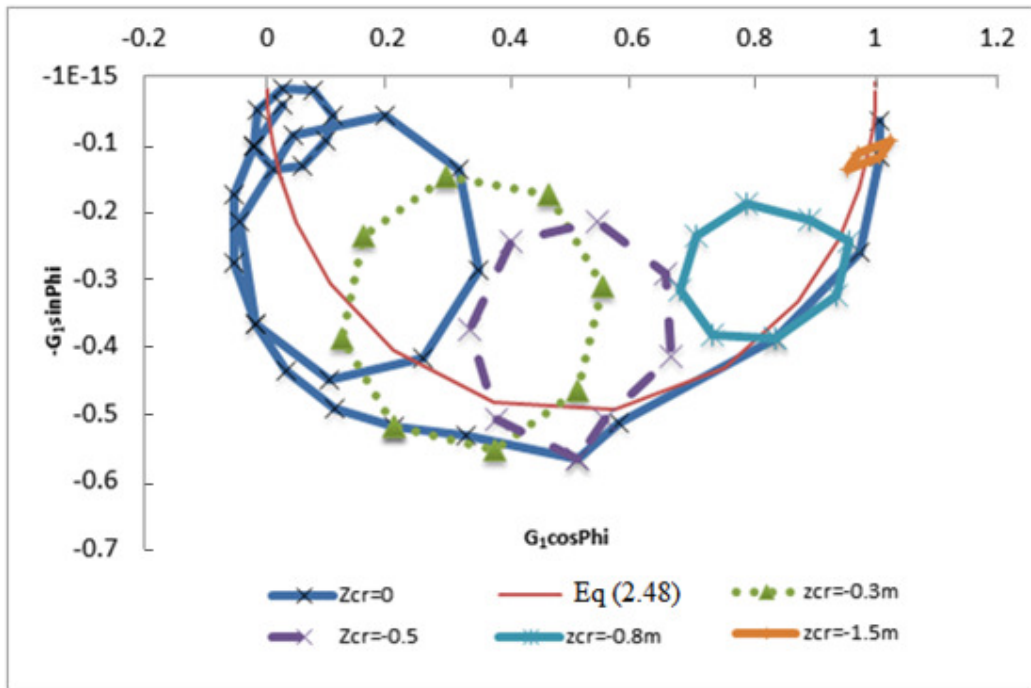 -0.2 0 0.2 0.4 0.6 0.8 1 1.2
-1E-15
-0.1
-0.2
-0.3
-0.4
-0.5
-0.6
-0.7
-G₁sinPhi
G₁cosPhi
Zcr=0 Eq (2.48) zcr=-0.3m
Zcr=-0.5 zcr=-0.8m zcr=-1.5m